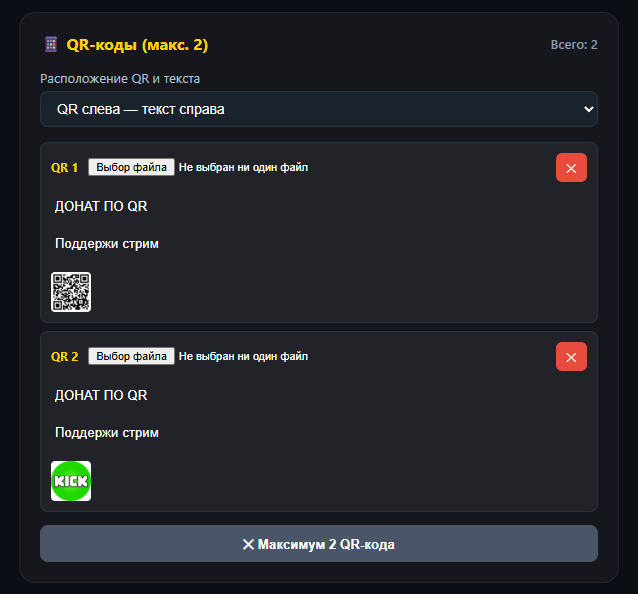 QR-коды (макс. 2)
Всего: 2
Расположение QR и текста
QR слева — текст справа
QR 1 Выбор файла Не выбран ни один файл
ДОНАТ ПО QR
Поддержи стрим
QR 2 Выбор файла Не выбран ни один файл
ДОНАТ ПО QR
Поддержи стрим
KICK
Максимум 2 QR-кода